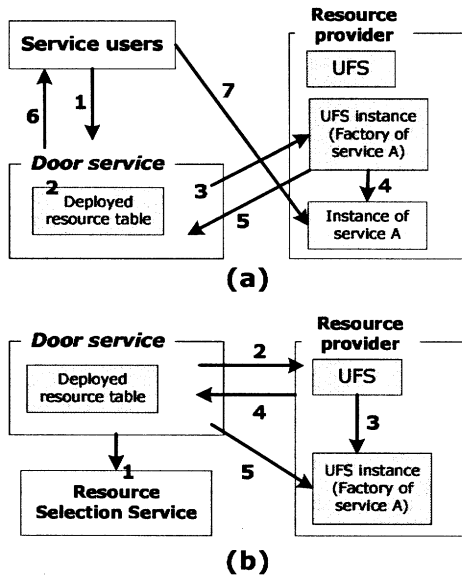 Resource
provider
Service users
UFS
7
6
1
UFS instance
(Factory of
service A)
Door service
2
3
4
Deployed
resource table
5
Instance of
service A
(a)
Resource
provider
Door service
2
Deployed
resource table
UFS
4
3
1
5
UFS instance
(Factory of
service A)
Resource
Selection Service
(b)